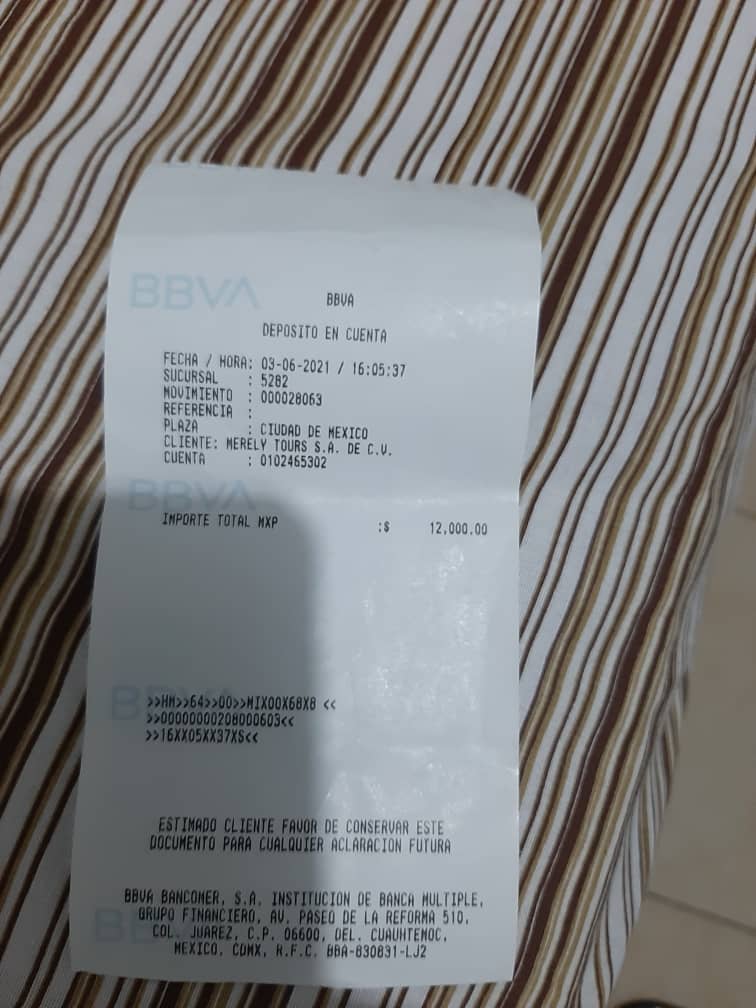 BBVA
BBVA
DEPOSITO EN CUENTA
FECHA / HORA: 03-06-2021 / 16:05:37
SUCURSAL : 5282
MOVIMIENTO : 000028063
REFERENCIA :
PLAZA : CIUDAD DE MEXICO
CLIENTE: MERELY TOURS S.A. DE C.V.
CUENTA : 0102465302
BBVA
IMPORTE TOTAL MXP :$ 12,000.00
>>HM>>64>>00>>MIX00X68X8 <<
>>00000000208D00603<<
>>16XX05XX37XS<<
ESTIMADO CLIENTE FAVOR DE CONSERVAR ESTE
DOCUMENTO PARA CUALQUIER ACLARACION FUTURA
BBVA BANCOMER, S.A. INSTITUCION DE BANCA MULTIPLE,
GRUPO FINANCIERO, AV. PASEO DE LA REFORMA 510,
COL. JUAREZ, C.P. 06600, DEL. CUAUHTEMOC,
MEXICO, CDMX, R.F.C. BBA-830831-LJ2